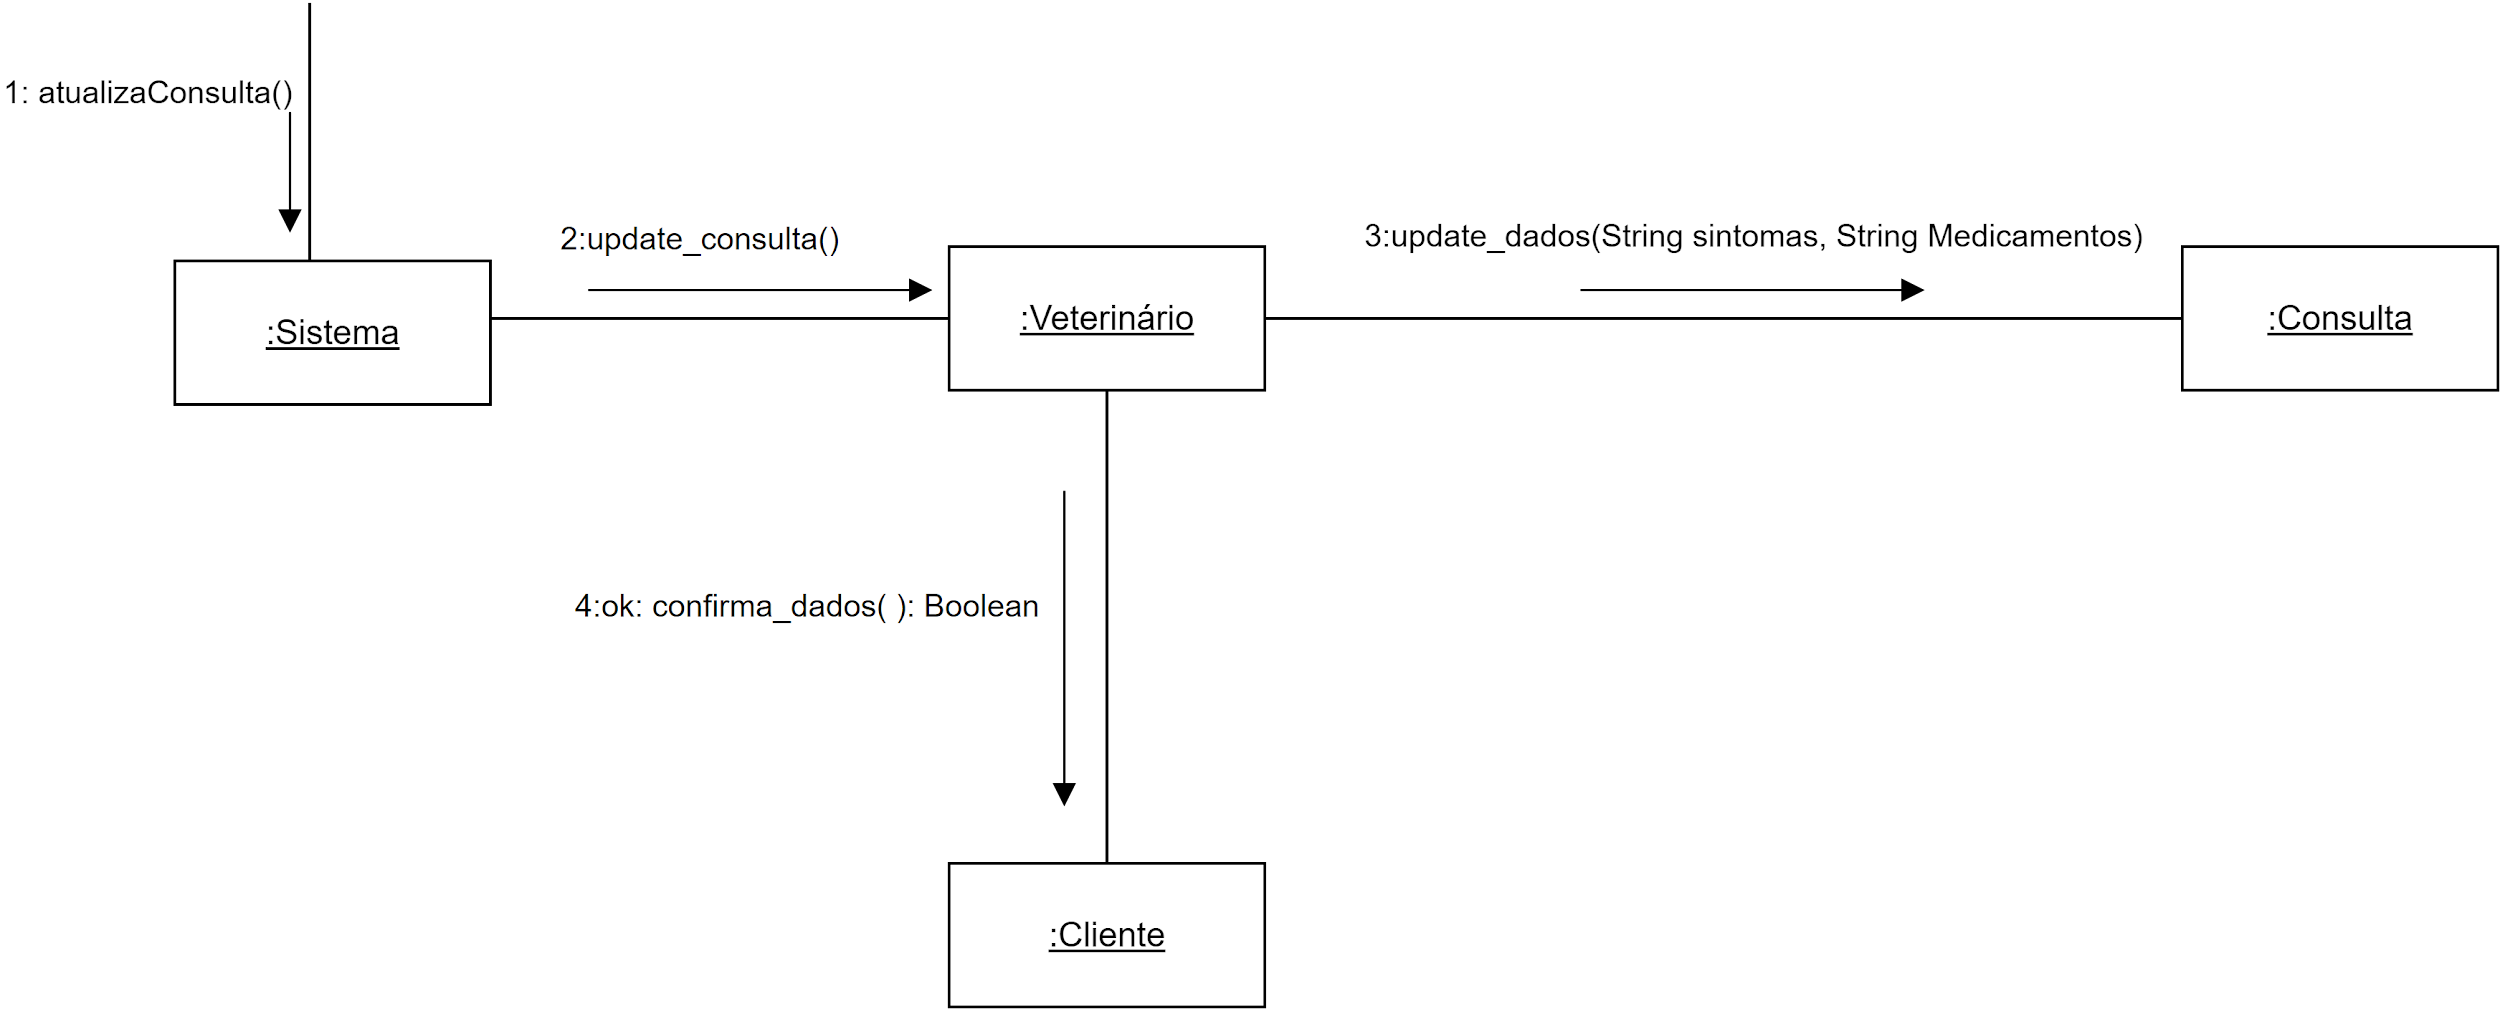 1: atualizaConsulta()
2:update_consulta()
3:update_dados(String sintomas, String Medicamentos)
:Sistema
:Veterinário
:Consulta
4:ok: confirma_dados( ): Boolean
:Cliente